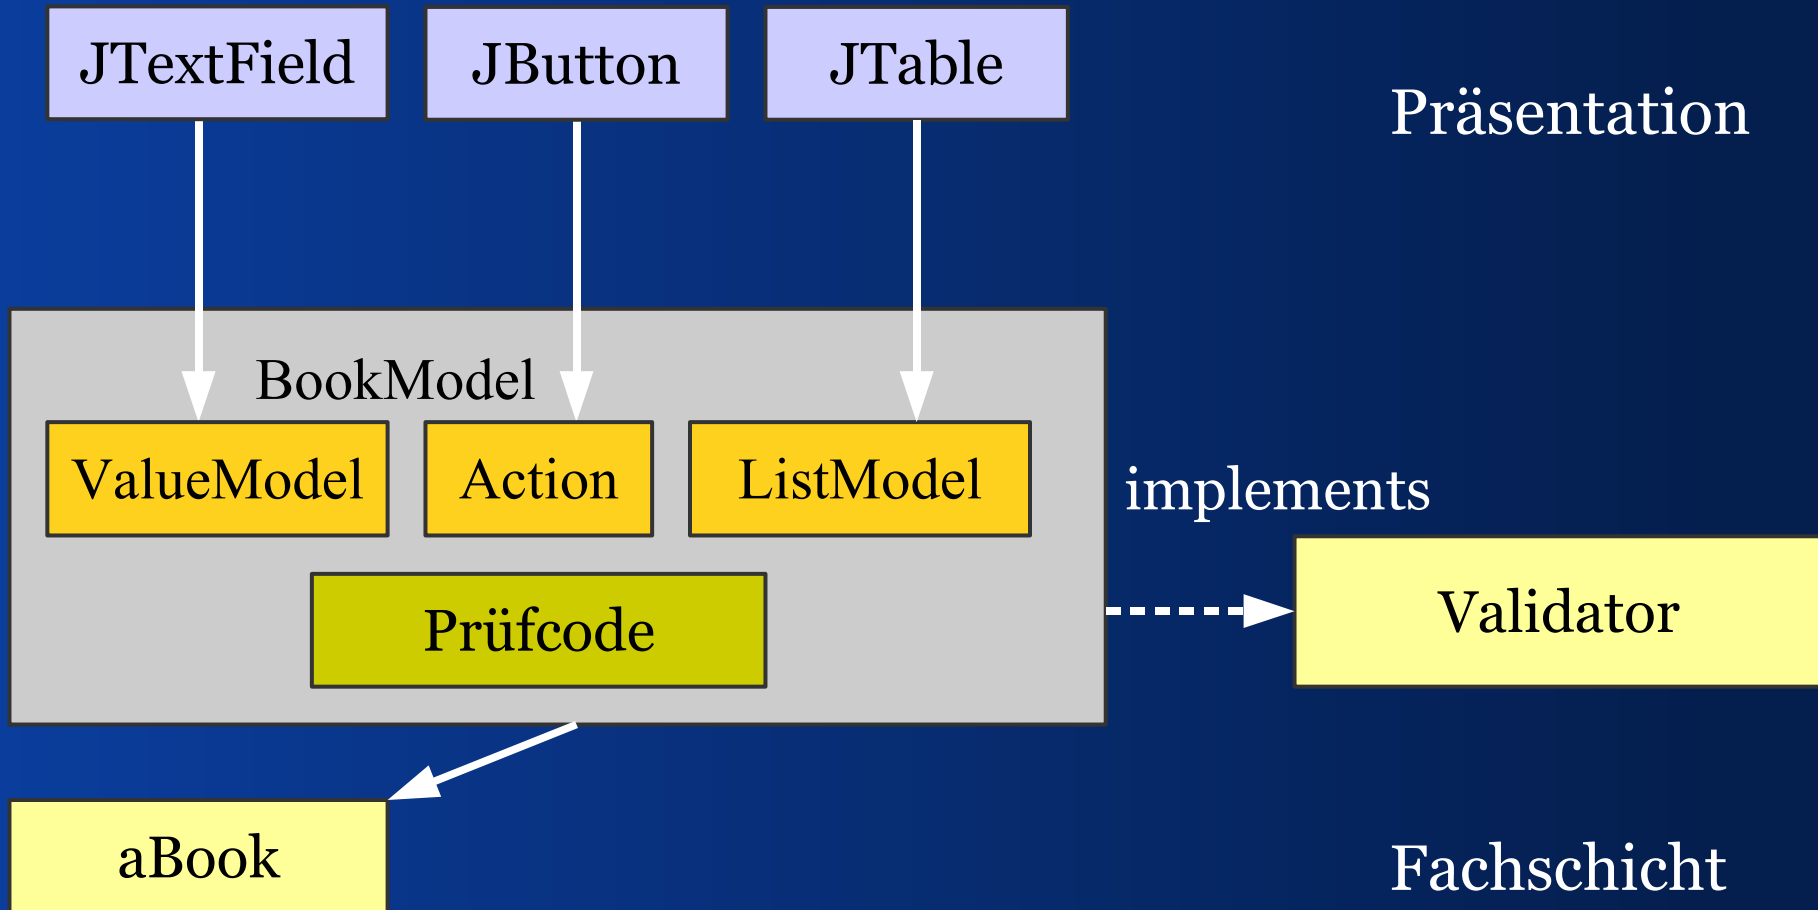 JTextField
JButton
JTable
Präsentation
BookModel
ValueModel
Action
ListModel
implements
Prüfcode
Validator
aBook
Fachschicht